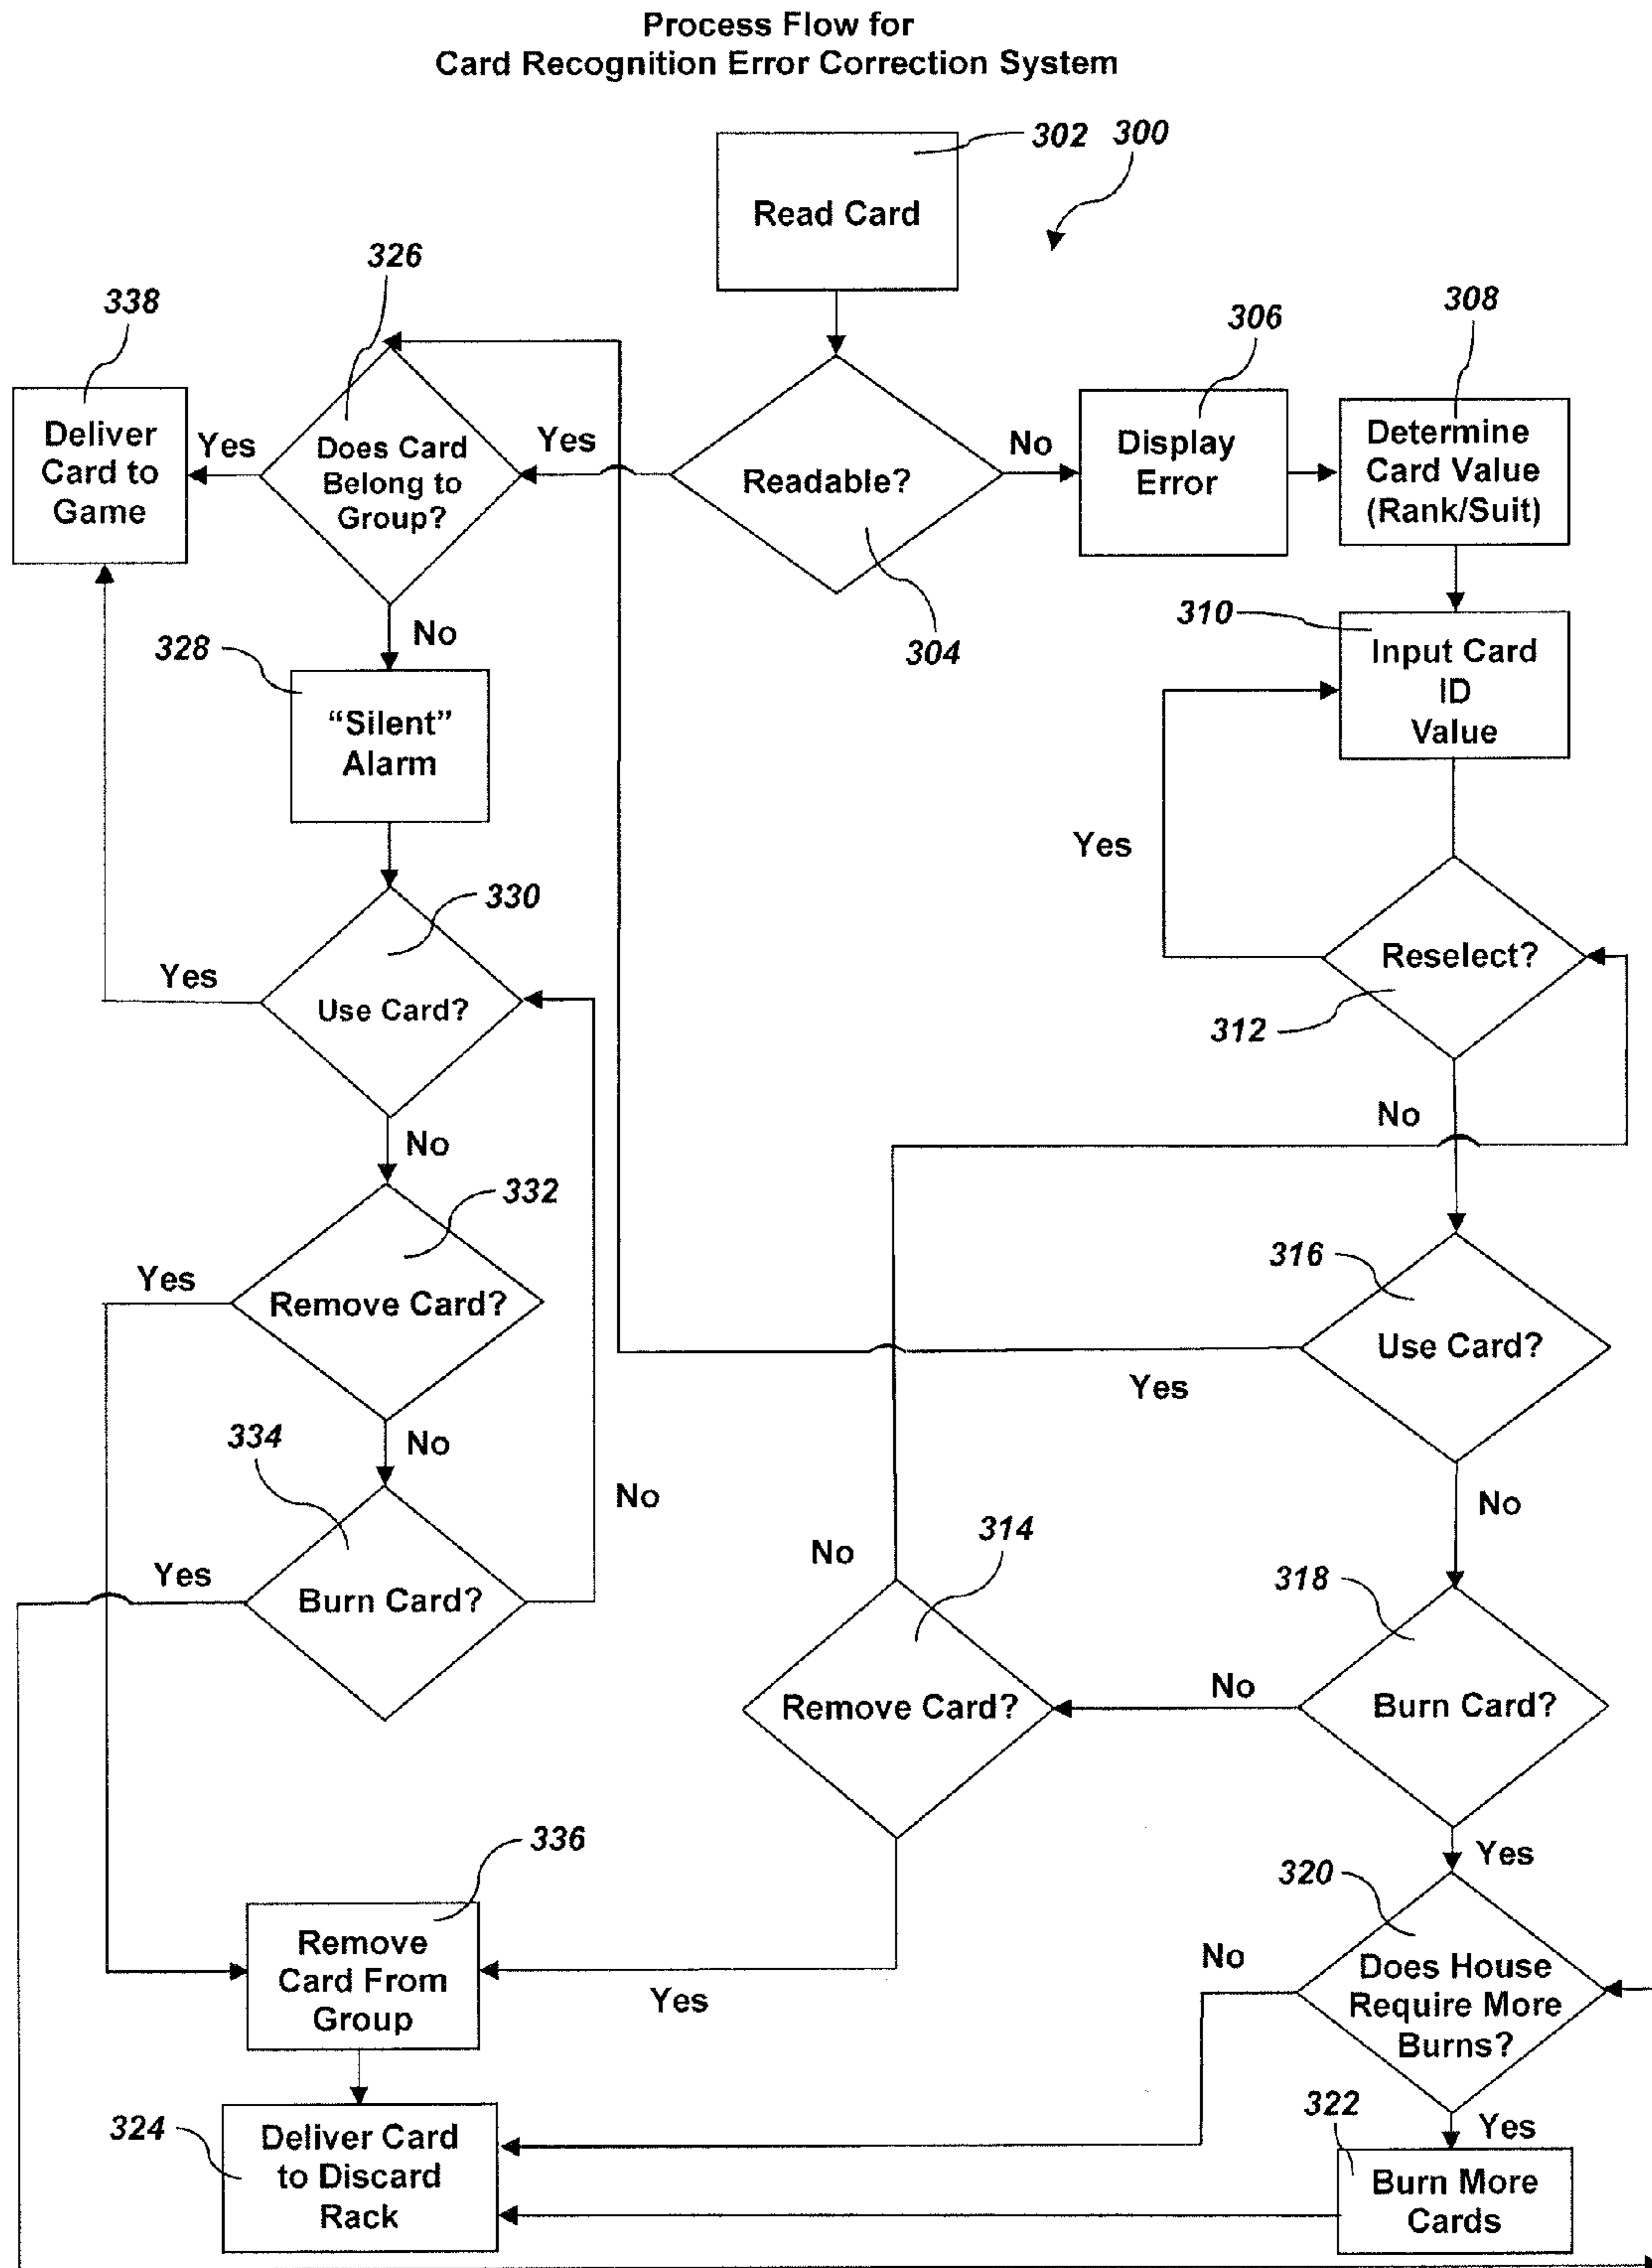 Process Flow for
Card Recognition Error Correction System
302
300
Read Card
326
338
306
308
Deliver
Card to
Game
Yes
Does Card
Belong to
Group?
Yes
Readable?
No
Display
Error
Determine
Card Value
(Rank/Suit)
304
310
Input Card
ID
Value
No
328
“Silent”
Alarm
Yes
330
Reselect?
312
Yes
Use Card?
No
No
332
316
Yes
Remove Card?
Use Card?
Yes
334
No
No
No
314
318
Yes
No
Burn Card?
Remove Card?
No
Burn Card?
336
Yes
320
Remove
Card From
Group
Yes
No
Does House
Require More
Burns?
324
Deliver Card
to Discard
Rack
322
Yes
Burn More
Cards